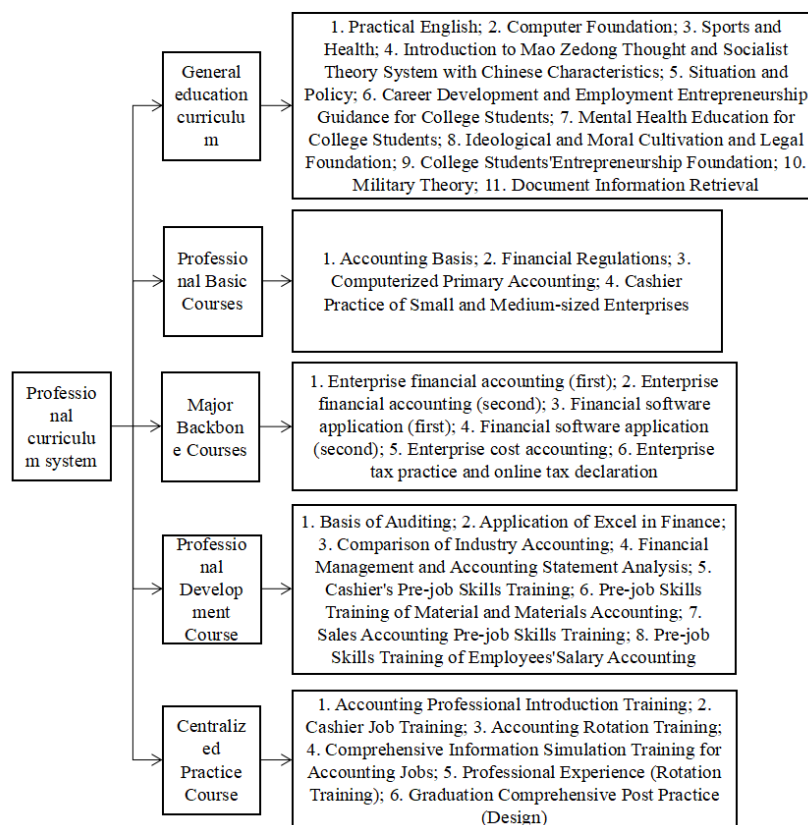 Professi
onal
curriculu
m system
General
education
curriculu
m
1. Practical English; 2. Computer Foundation; 3. Sports and
Health; 4. Introduction to Mao Zedong Thought and Socialist
Theory System with Chinese Characteristics; 5. Situation and
Policy; 6. Career Development and Employment Entrepreneurship
Guidance for College Students; 7. Mental Health Education for
College Students; 8. Ideological and Moral Cultivation and Legal
Foundation; 9. College Students'Entrepreneurship Foundation; 10.
Military Theory; 11. Document Information Retrieval
Professi
onal Basic
Courses
1. Accounting Basis; 2. Financial Regulations; 3.
Computerized Primary Accounting; 4. Cashier
Practice of Small and Medium-sized Enterprises
Major
Backbon
e Courses
1. Enterprise financial accounting (first); 2. Enterprise
financial accounting (second); 3. Financial software
application (first); 4. Financial software application
(second); 5. Enterprise cost accounting; 6. Enterprise
tax practice and online tax declaration
Professi
onal
Develop
ment
Course
1. Basis of Auditing; 2. Application of Excel in Finance;
3. Comparison of Industry Accounting; 4. Financial
Management and Accounting Statement Analysis; 5.
Cashier's Pre-job Skills Training; 6. Pre-job Skills
Training of Material and Materials Accounting; 7.
Sales Accounting Pre-job Skills Training; 8. Pre-job
Skills Training of Employees'Salary Accounting
Centraliz
ed
Practice
Course
1. Accounting Professional Introduction Training; 2.
Cashier Job Training; 3. Accounting Rotation Training;
4. Comprehensive Information Simulation Training for
Accounting Jobs; 5. Professional Experience (Rotation
Training); 6. Graduation Comprehensive Post Practice
(Design)